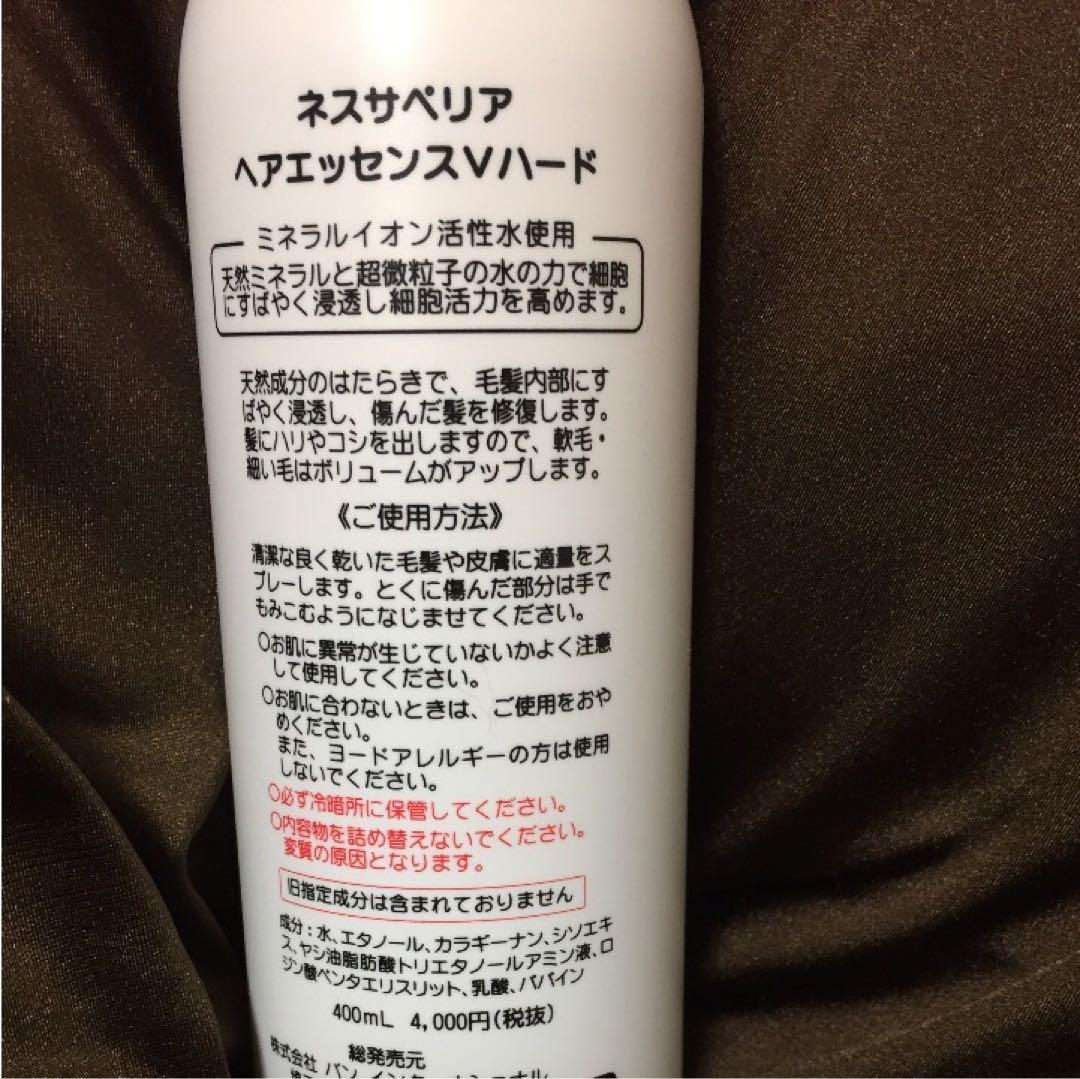 ネスサペリア
ヘアエッセンスVハード
ミネラルイオン活性水使用
天然ミネラルと超微粒子の水の力で細胞
にすばやく浸透し細胞活力を高めます。
天然成分のはたらきで、毛髪内部にす
ばやく浸透し、傷んだ髪を修復します。
髪にハリやコシを出しますので、軟毛・
細い毛はボリュームがアップします。
《ご使用方法》
清潔な良く乾いた毛髪や皮膚に適量をス
プレーします。とくに傷んだ部分は手で
もみこむようになじませてください。
○お肌に異常が生じていないかよく注意
して使用してください。
○お肌に合わないときは、ご使用をおや
めください。
また、ヨードアレルギーの方は使用
しないでください。
○必ず冷暗所に保管してください。
○内容物を詰め替えないでください。
変質の原因となります。
旧指定成分は含まれておりません
成分：水、エタノール、カラギーナン、シソエキ
ス、ヤシ油脂肪酸トリエタノールアミン液、ロ
ジン酸ペンタエリスリット、乳酸、パパイン
400mL 4,000円(税抜)
総発売元
株式会社